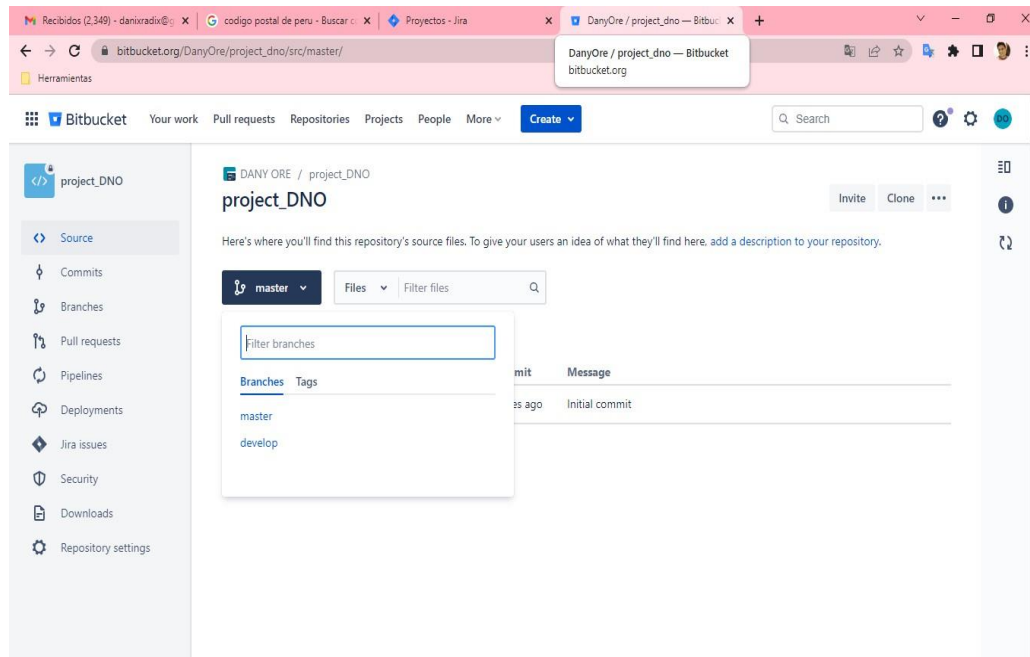 Recibidos (2,349) - danixradix@g
codigo postal de peru - Buscar c
Proyectos - Jira
DanyOre / project_dno — Bitbuc
bitbucket.org/DanyOre/project_dno/src/master/
DanyOre / project_dno — Bitbucket
bitbucket.org
Herramientas
Bitbucket Your work Pull requests Repositories Projects People More Create Search DO
project_DNO
DANY ORE / project_DNO
project_DNO
Invite Clone
Source
Here's where you'll find this repository's source files. To give your users an idea of what they'll find here, add a description to your repository.
Commits
master Files Filter files
Branches
Pull requests
Filter branches
Pipelines
Branches Tags
mit Message
Deployments
master
es ago Initial commit
Jira issues
develop
Security
Downloads
Repository settings